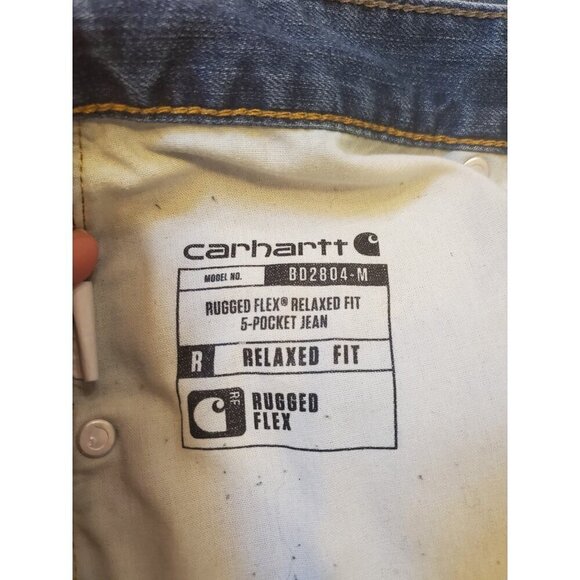 carhartt
MODEL NO. BD2804-M
RUGGED FLEX® RELAXED FIT
5-POCKET JEAN
R RELAXED FIT
RF RUGGED
FLEX